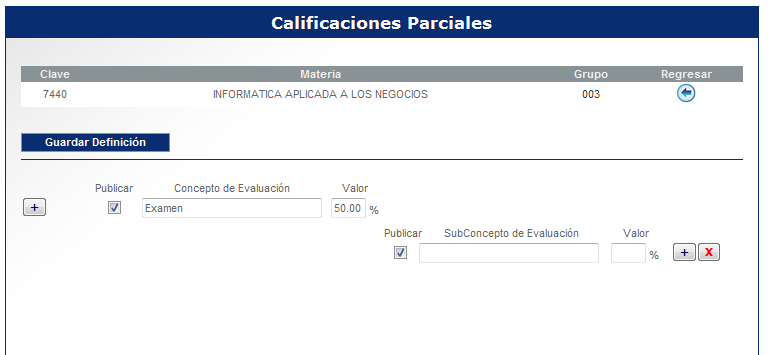 Calificaciones Parciales
Clave Materia Grupo Regresar
7440 INFORMATICA APLICADA A LOS NEGOCIOS 003
Guardar Definición
Publicar Concepto de Evaluación Valor
+ Examen 50.00 %
Publicar SubConcepto de Evaluación Valor
% + X